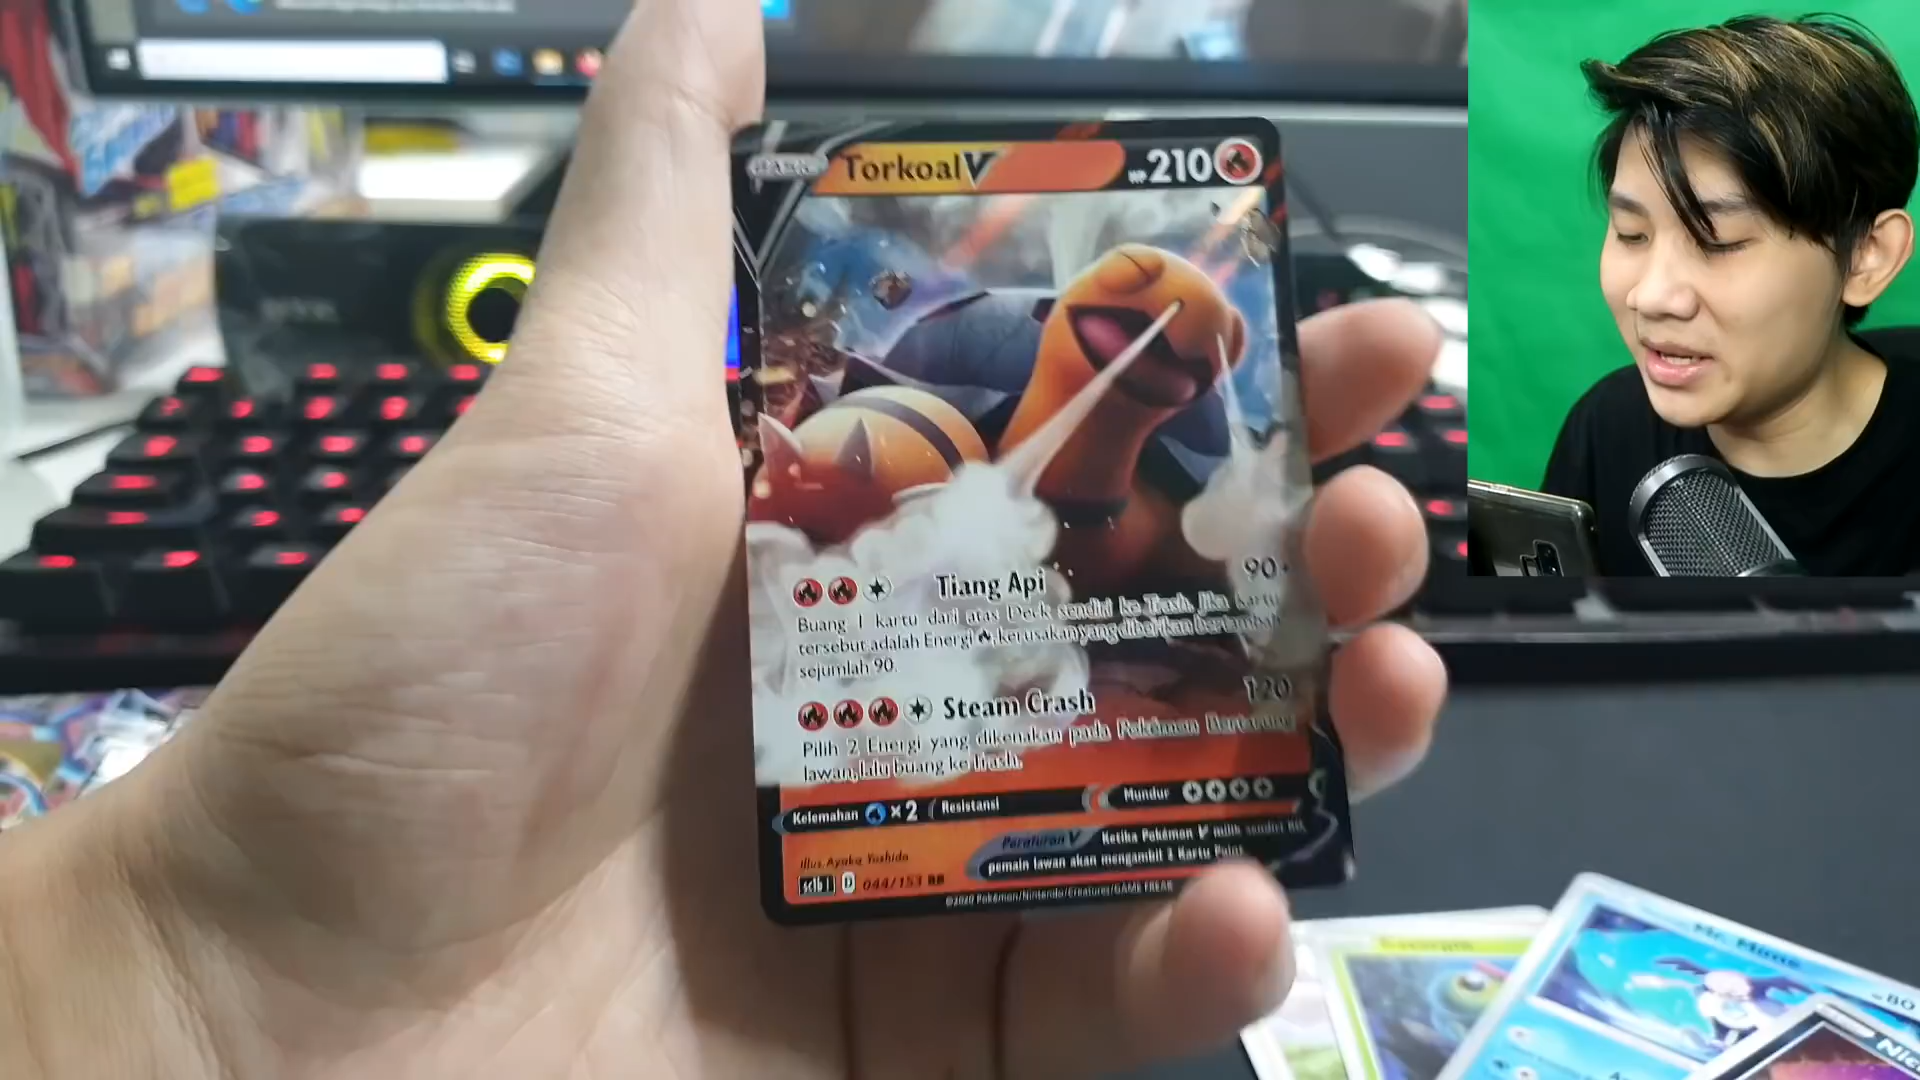 Torkoal V HP 210
Tiang Api 90+
Buang 1 kartu dari atas Deck sendiri ke Trash. Jika kartu
tersebut adalah Energi , kerusakan yang diberikan bertambah
sejumlah 90.
Steam Crash 120
Pilih 2 Energi yang dikenakan pada Pokémon Bertarung
lawan, lalu buang ke Trash.
Kelemahan ×2 Resistansi Mundur
Peraturan V Ketika Pokémon V milik sendiri
pemain lawan akan mengambil 2 Kartu Point.
Illus. Ayaka Yoshida
D 044/153 RR
©2020 Pokémon/Nintendo/Creatures/GAME FREAK
Mr. Mime
80